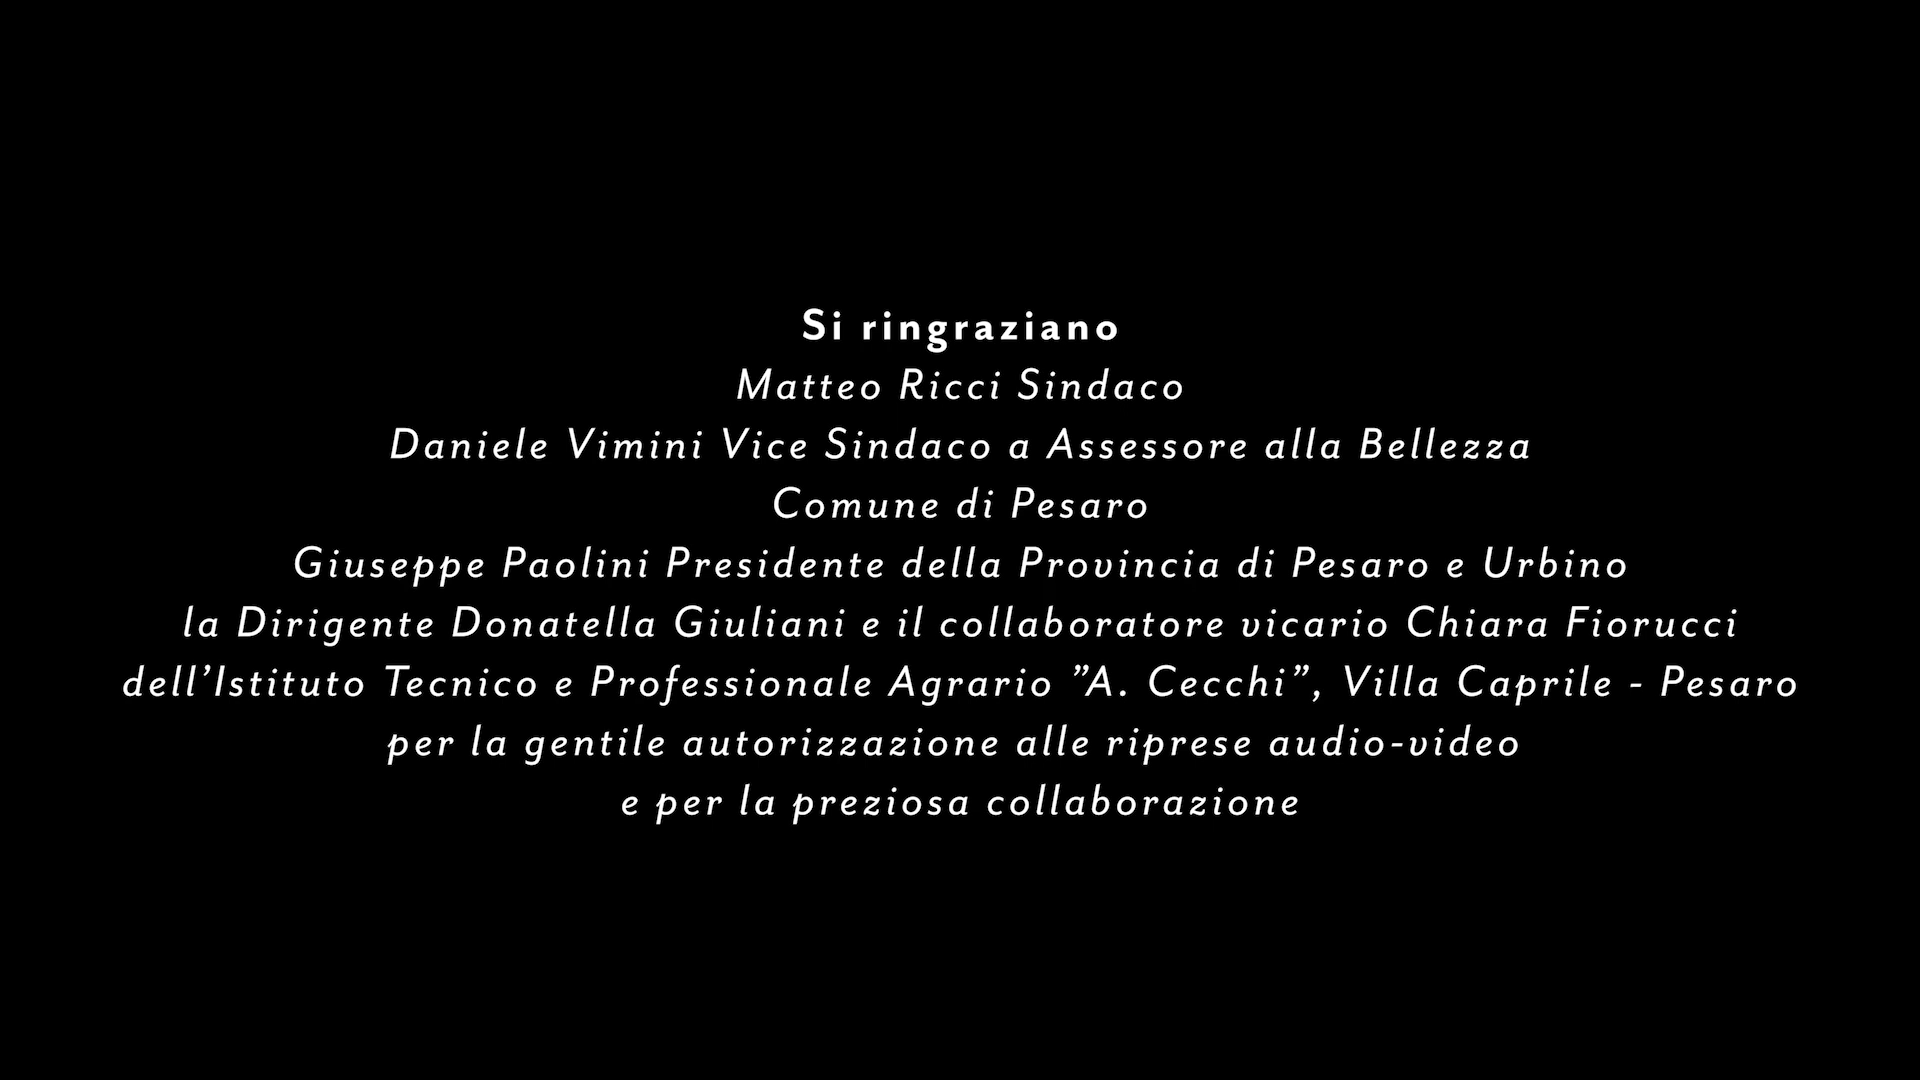 Si ringraziano
Matteo Ricci Sindaco
Daniele Vimini Vice Sindaco a Assessore alla Bellezza
Comune di Pesaro
Giuseppe Paolini Presidente della Provincia di Pesaro e Urbino
la Dirigente Donatella Giuliani e il collaboratore vicario Chiara Fiorucci
dell’Istituto Tecnico e Professionale Agrario ”A. Cecchi”, Villa Caprile - Pesaro
per la gentile autorizzazione alle riprese audio-video
e per la preziosa collaborazione